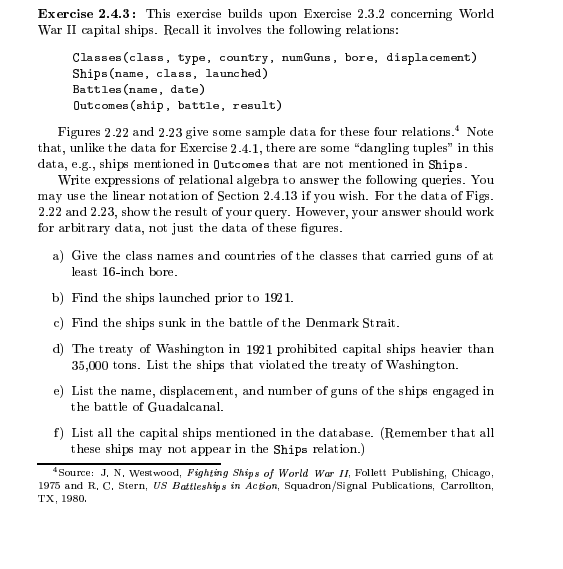 Exercise 2.4.3: This exercise builds upon Exercise 2.3.2 concerning World
War II capital ships. Recall it involves the following relations:
Classes(class, type, country, numGuns, bore, displacement)
Ships(name, class, launched)
Battles(name, date)
Outcomes(ship, battle, result)
Figures 2.22 and 2.23 give some sample data for these four relations.⁴ Note
that, unlike the data for Exercise 2.4.1, there are some "dangling tuples" in this
data, e.g., ships mentioned in Outcomes that are not mentioned in Ships.
Write expressions of relational algebra to answer the following queries. You
may use the linear notation of Section 2.4.13 if you wish. For the data of Figs.
2.22 and 2.23, show the result of your query. However, your answer should work
for arbitrary data, not just the data of these figures.
a) Give the class names and countries of the classes that carried guns of at
least 16-inch bore.
b) Find the ships launched prior to 1921.
c) Find the ships sunk in the battle of the Denmark Strait.
d) The treaty of Washington in 1921 prohibited capital ships heavier than
35,000 tons. List the ships that violated the treaty of Washington.
e) List the name, displacement, and number of guns of the ships engaged in
the battle of Guadalcanal.
f) List all the capital ships mentioned in the database. (Remember that all
these ships may not appear in the Ships relation.)
⁴Source: J. N. Westwood, Fighting Ships of World War II, Follett Publishing, Chicago,
1975 and R. C. Stern, US Battleships in Action, Squadron/Signal Publications, Carrollton,
TX, 1980.